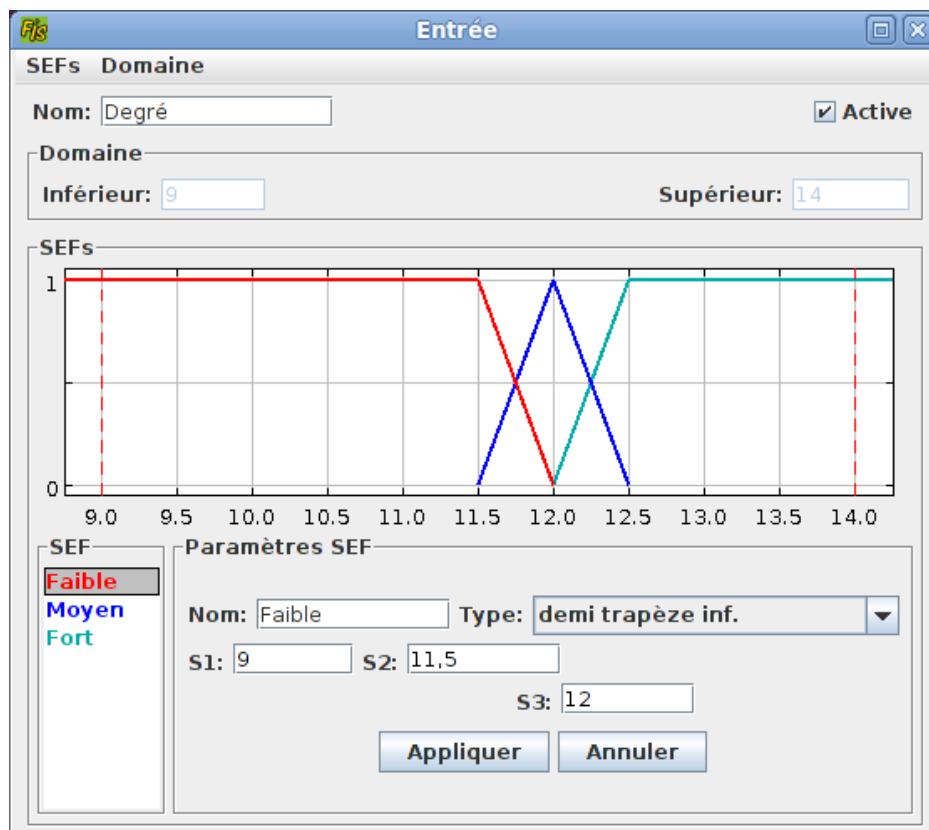 Fis Entrée
SEFs Domaine
Nom: Degré Active
Domaine
Inférieur: 9 Supérieur: 14
SEFs
1
0
9.0 9.5 10.0 10.5 11.0 11.5 12.0 12.5 13.0 13.5 14.0
SEF Paramètres SEF
Faible
Moyen Nom: Faible Type: demi trapèze inf.
Fort
S1: 9 S2: 11,5
S3: 12
Appliquer Annuler